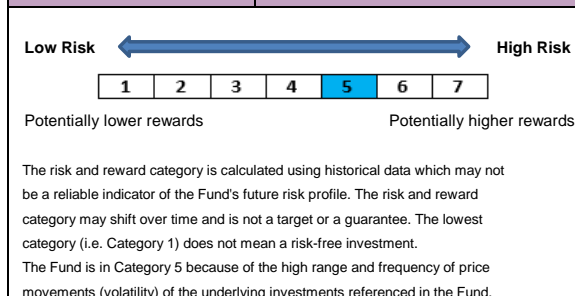 Low Risk High Risk
1 2 3 4 5 6 7
Potentially lower rewards Potentially higher rewards
The risk and reward category is calculated using historical data which may not
be a reliable indicator of the Fund's future risk profile. The risk and reward
category may shift over time and is not a target or a guarantee. The lowest
category (i.e. Category 1) does not mean a risk-free investment.
The Fund is in Category 5 because of the high range and frequency of price
movements (volatility) of the underlying investments referenced in the Fund.